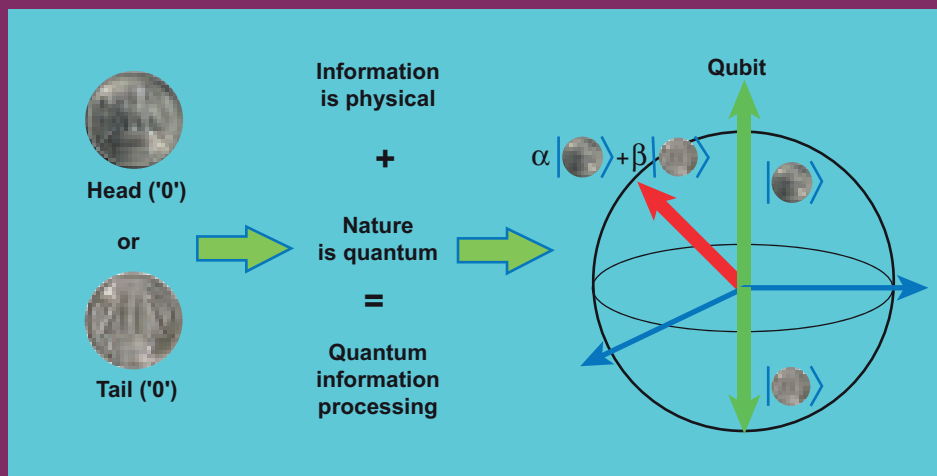 Head ('0')
or
Tail ('0')
Information
is physical
+
Nature
is quantum
=
Quantum
information
processing
Qubit
α|⟩+β|⟩
|⟩
|⟩